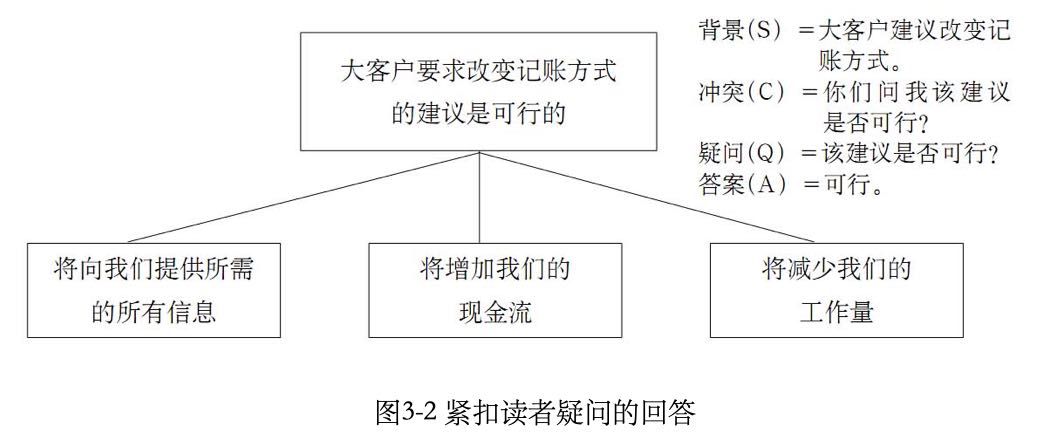 大客户要求改变记账方式
的建议是可行的
背景(S) =大客户建议改变记
账方式。
冲突(C) =你们问我该建议
是否可行?
疑问(Q) =该建议是否可行?
答案(A) =可行。
将向我们提供所需
的所有信息
将增加我们的
现金流
将减少我们的
工作量
图3-2 紧扣读者疑问的回答